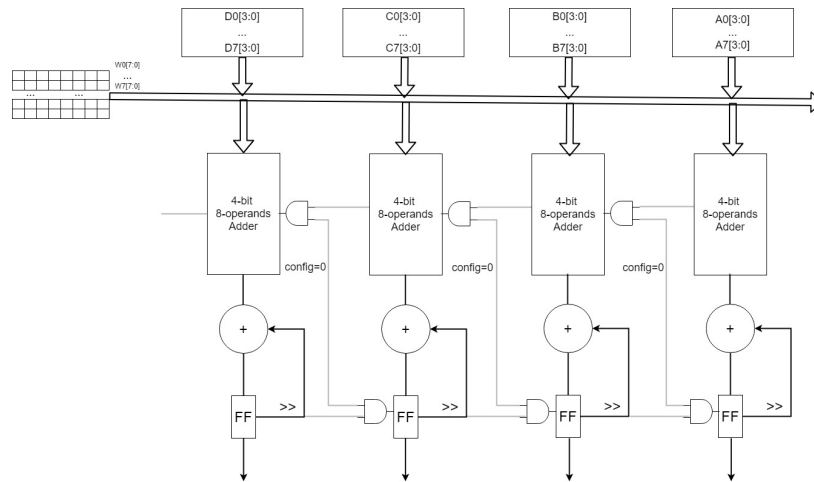 D0[3:0]
...
D7[3:0]
C0[3:0]
...
C7[3:0]
B0[3:0]
...
B7[3:0]
A0[3:0]
...
A7[3:0]
W0[7:0]
...
W7[7:0]
... ...
4-bit
8-operands
Adder
4-bit
8-operands
Adder
4-bit
8-operands
Adder
4-bit
8-operands
Adder
config=0
config=0
config=0
+
+
+
+
>>
>>
>>
>>
FF
FF
FF
FF